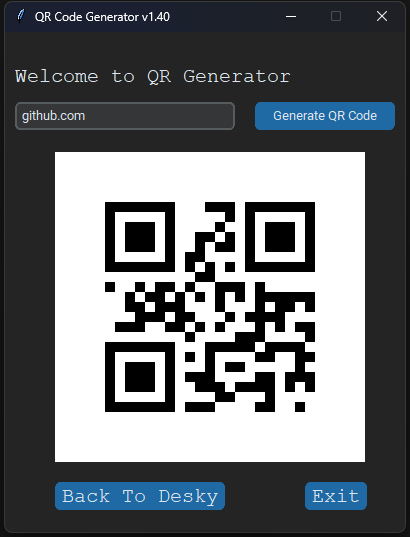 QR Code Generator v1.40
Welcome to QR Generator
github.com
Generate QR Code
Back To Desky
Exit